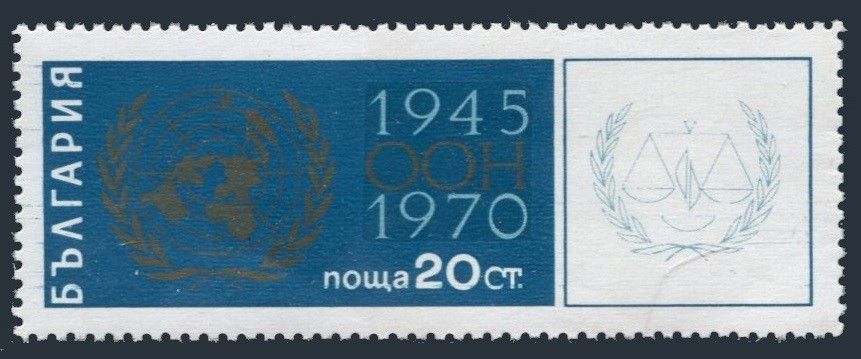 БЪЛГАРИЯ
1945
ООН
1970
поща 20 СТ.